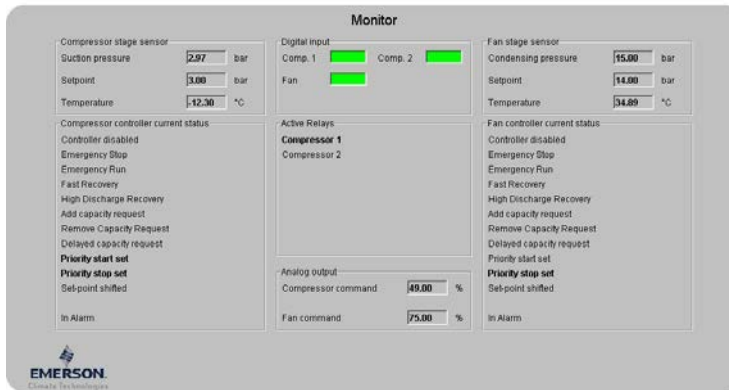 Monitor
Compressor stage sensor
Suction pressure 2.97 bar
Setpoint 3.00 bar
Temperature -12.30 °C
Digital input
Comp. 1 Comp. 2
Fan
Fan stage sensor
Condensing pressure 15.00 bar
Setpoint 14.00 bar
Temperature 34.89 °C
Compressor controller current status
Controller disabled
Emergency Stop
Emergency Run
Fast Recovery
High Discharge Recovery
Add capacity request
Remove Capacity Request
Delayed capacity request
Priority start set
Priority stop set
Set-point shifted
In Alarm
Active Relays
Compressor 1
Compressor 2
Analog output
Compressor command 49.00 %
Fan command 75.00 %
Fan controller current status
Controller disabled
Emergency Stop
Emergency Run
Fast Recovery
High Discharge Recovery
Add capacity request
Remove Capacity Request
Delayed capacity request
Priority start set
Priority stop set
Set-point shifted
In Alarm
EMERSON.
Climate Technologies